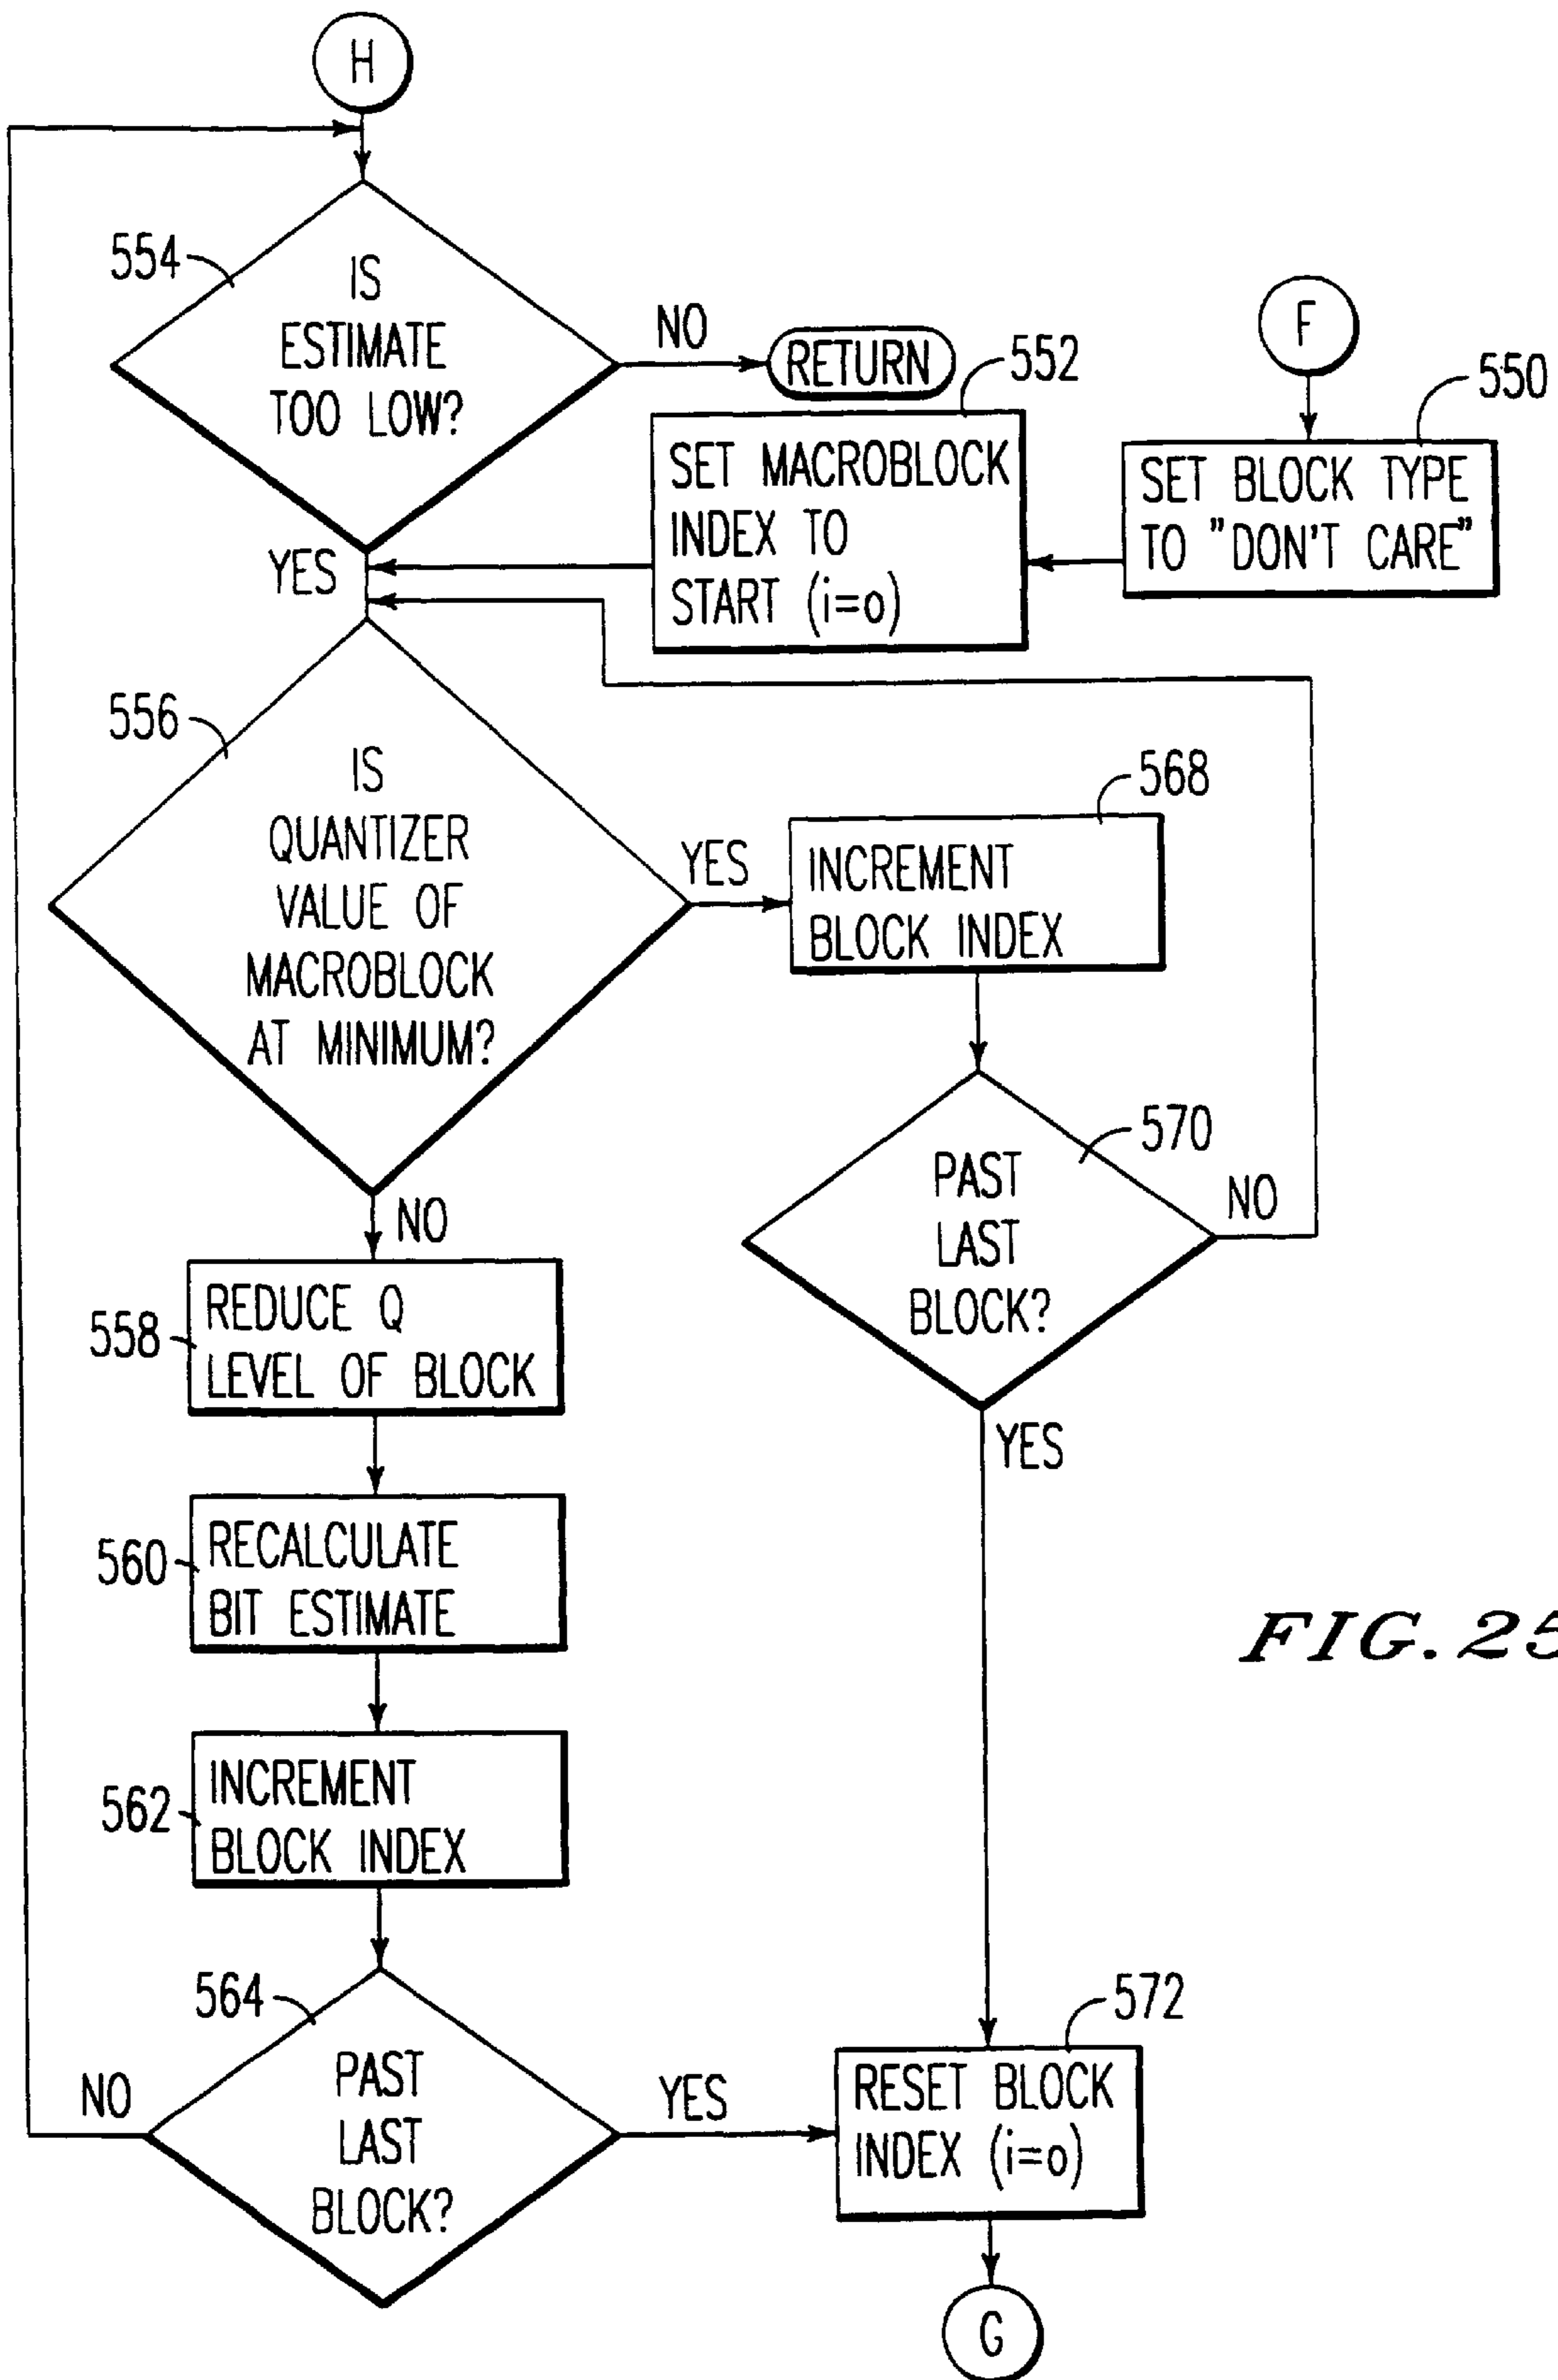 H
554
IS
ESTIMATE
TOO LOW?
NO
RETURN
YES
F
550
SET BLOCK TYPE
TO "DON'T CARE"
552
SET MACROBLOCK
INDEX TO
START (i=o)
556
IS
QUANTIZER
VALUE OF
MACROBLOCK
AT MINIMUM?
YES
568
INCREMENT
BLOCK INDEX
570
PAST
LAST
BLOCK?
NO
YES
NO
558
REDUCE Q
LEVEL OF BLOCK
560
RECALCULATE
BIT ESTIMATE
562
INCREMENT
BLOCK INDEX
564
PAST
LAST
BLOCK?
NO
YES
572
RESET BLOCK
INDEX (i=o)
G
FIG. 25